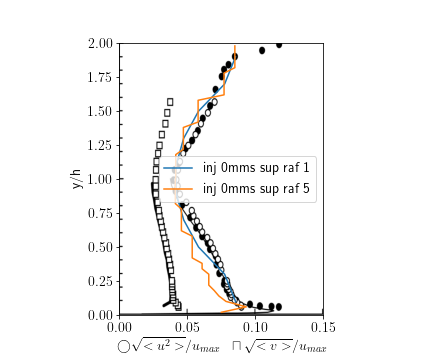 2.00
1.75
1.50
1.25
1.00
0.75
0.50
0.25
0.00
y/h
inj 0mms sup raf 1
inj 0mms sup raf 5
0.00 0.05 0.10 0.15
◯√<u²>/u_max ⊓√<v>/u_max